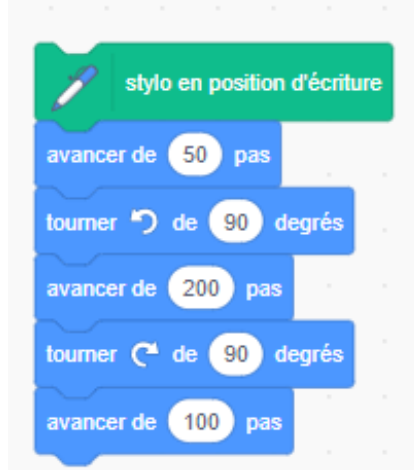 stylo en position d'écriture
avancer de 50 pas
tourner de 90 degrés
avancer de 200 pas
tourner de 90 degrés
avancer de 100 pas